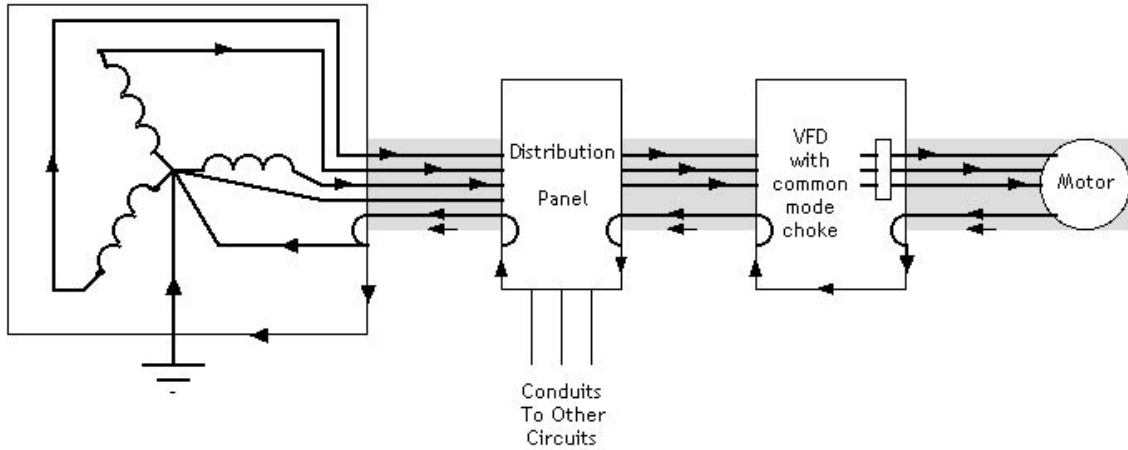 Distribution
Panel
VFD
with
common
mode
choke
Motor
Conduits
To Other
Circuits